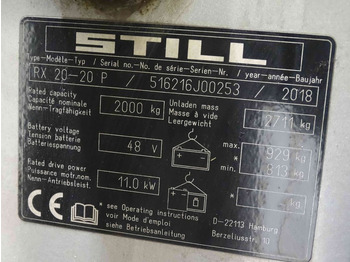 STILL
Type-Modèle-Typ / Serial no.-No. de série-Serien-Nr. / year-année-Baujahr
RX 20-20 P / 516216J00253 / 2018
Rated capacity
Capacité nominale
Nenn-Tragfähigkeit
2000 kg
Unladen mass
Masse à vide
Leergewicht
2711 kg
Battery voltage
Tension batterie
Batteriespannung
48 V
max. 929 kg
* min. 813 kg
Rated drive power
Puissance motr.nom.
Nenn-Antriebsleist.
11.0 kW
* kg
CE
* see Operating instructions
voir Mode d'emploi
siehe Betriebsanleitung
D-22113 Hamburg
Berzeliusstr. 10